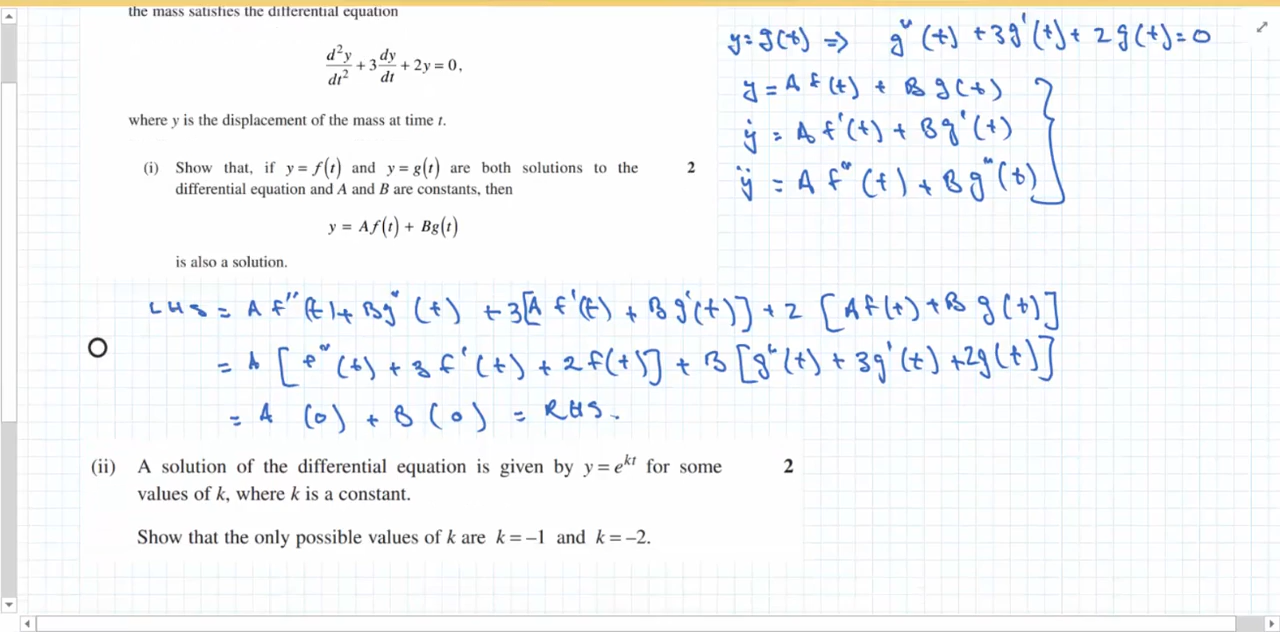 the mass satisfies the differential equation
d²y/dt² + 3 dy/dt + 2y = 0,
where y is the displacement of the mass at time t.
(i) Show that, if y = f(t) and y = g(t) are both solutions to the 2
differential equation and A and B are constants, then
y = Af(t) + Bg(t)
is also a solution.
y = g(t) ⇒ g"(t) + 3g'(t) + 2g(t) = 0
y = A f(t) + B g(t)
ẏ = A f'(t) + B g'(t)
ÿ = A f"(t) + B g"(t)
LHS = A f"(t) + B g"(t) + 3[A f'(t) + B g'(t)] + 2 [A f(t) + B g(t)]
= A [f"(t) + 3 f'(t) + 2 f(t)] + B [g"(t) + 3g'(t) + 2g(t)]
= A (0) + B (0) = RHS.
(ii) A solution of the differential equation is given by y = e^{kt} for some 2
values of k, where k is a constant.
Show that the only possible values of k are k = –1 and k = –2.